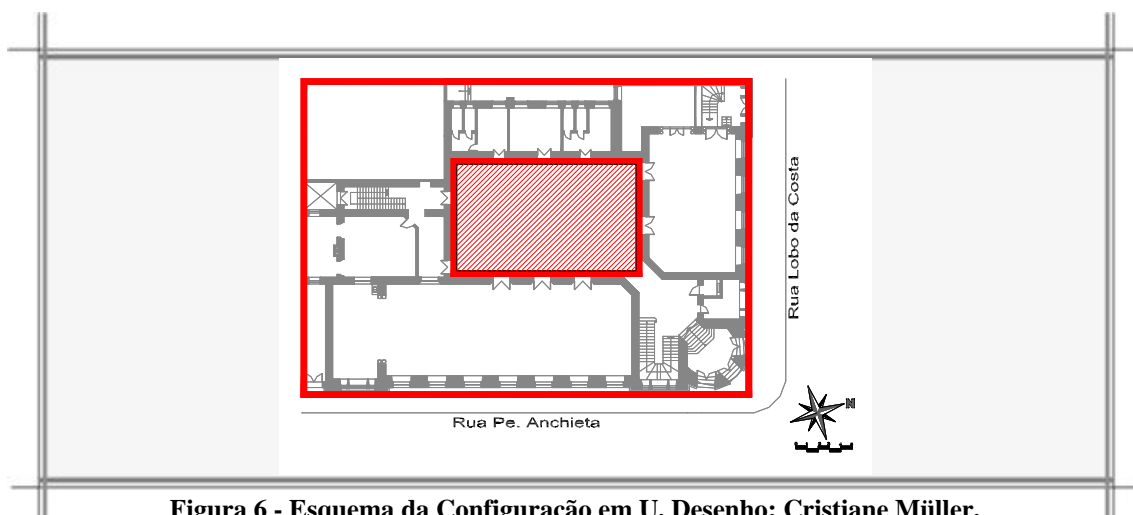 Rua Lobo da Costa
Rua Pe. Anchieta
N
Figura 6 - Esquema da Configuração em U. Desenho: Cristiane Müller.